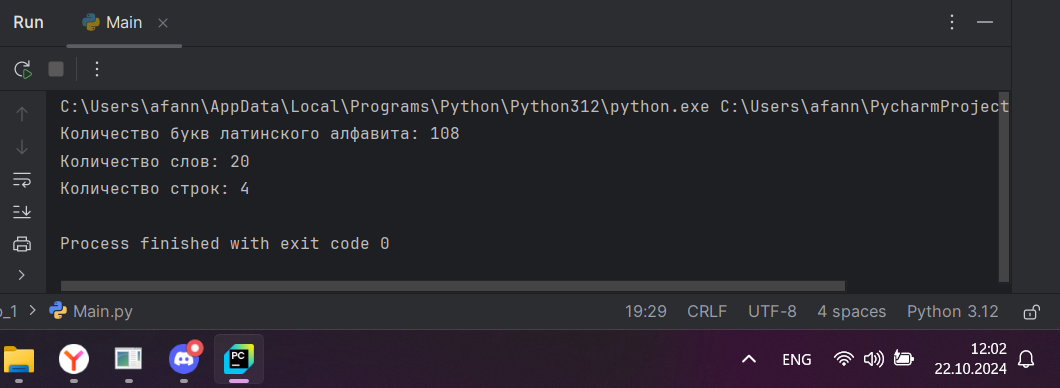 Run Main
C:\Users\afann\AppData\Local\Programs\Python\Python312\python.exe C:\Users\afann\PycharmProject
Количество букв латинского алфавита: 108
Количество слов: 20
Количество строк: 4
Process finished with exit code 0
o_1 > Main.py 19:29 CRLF UTF-8 4 spaces Python 3.12
PC
ENG
12:02
22.10.2024